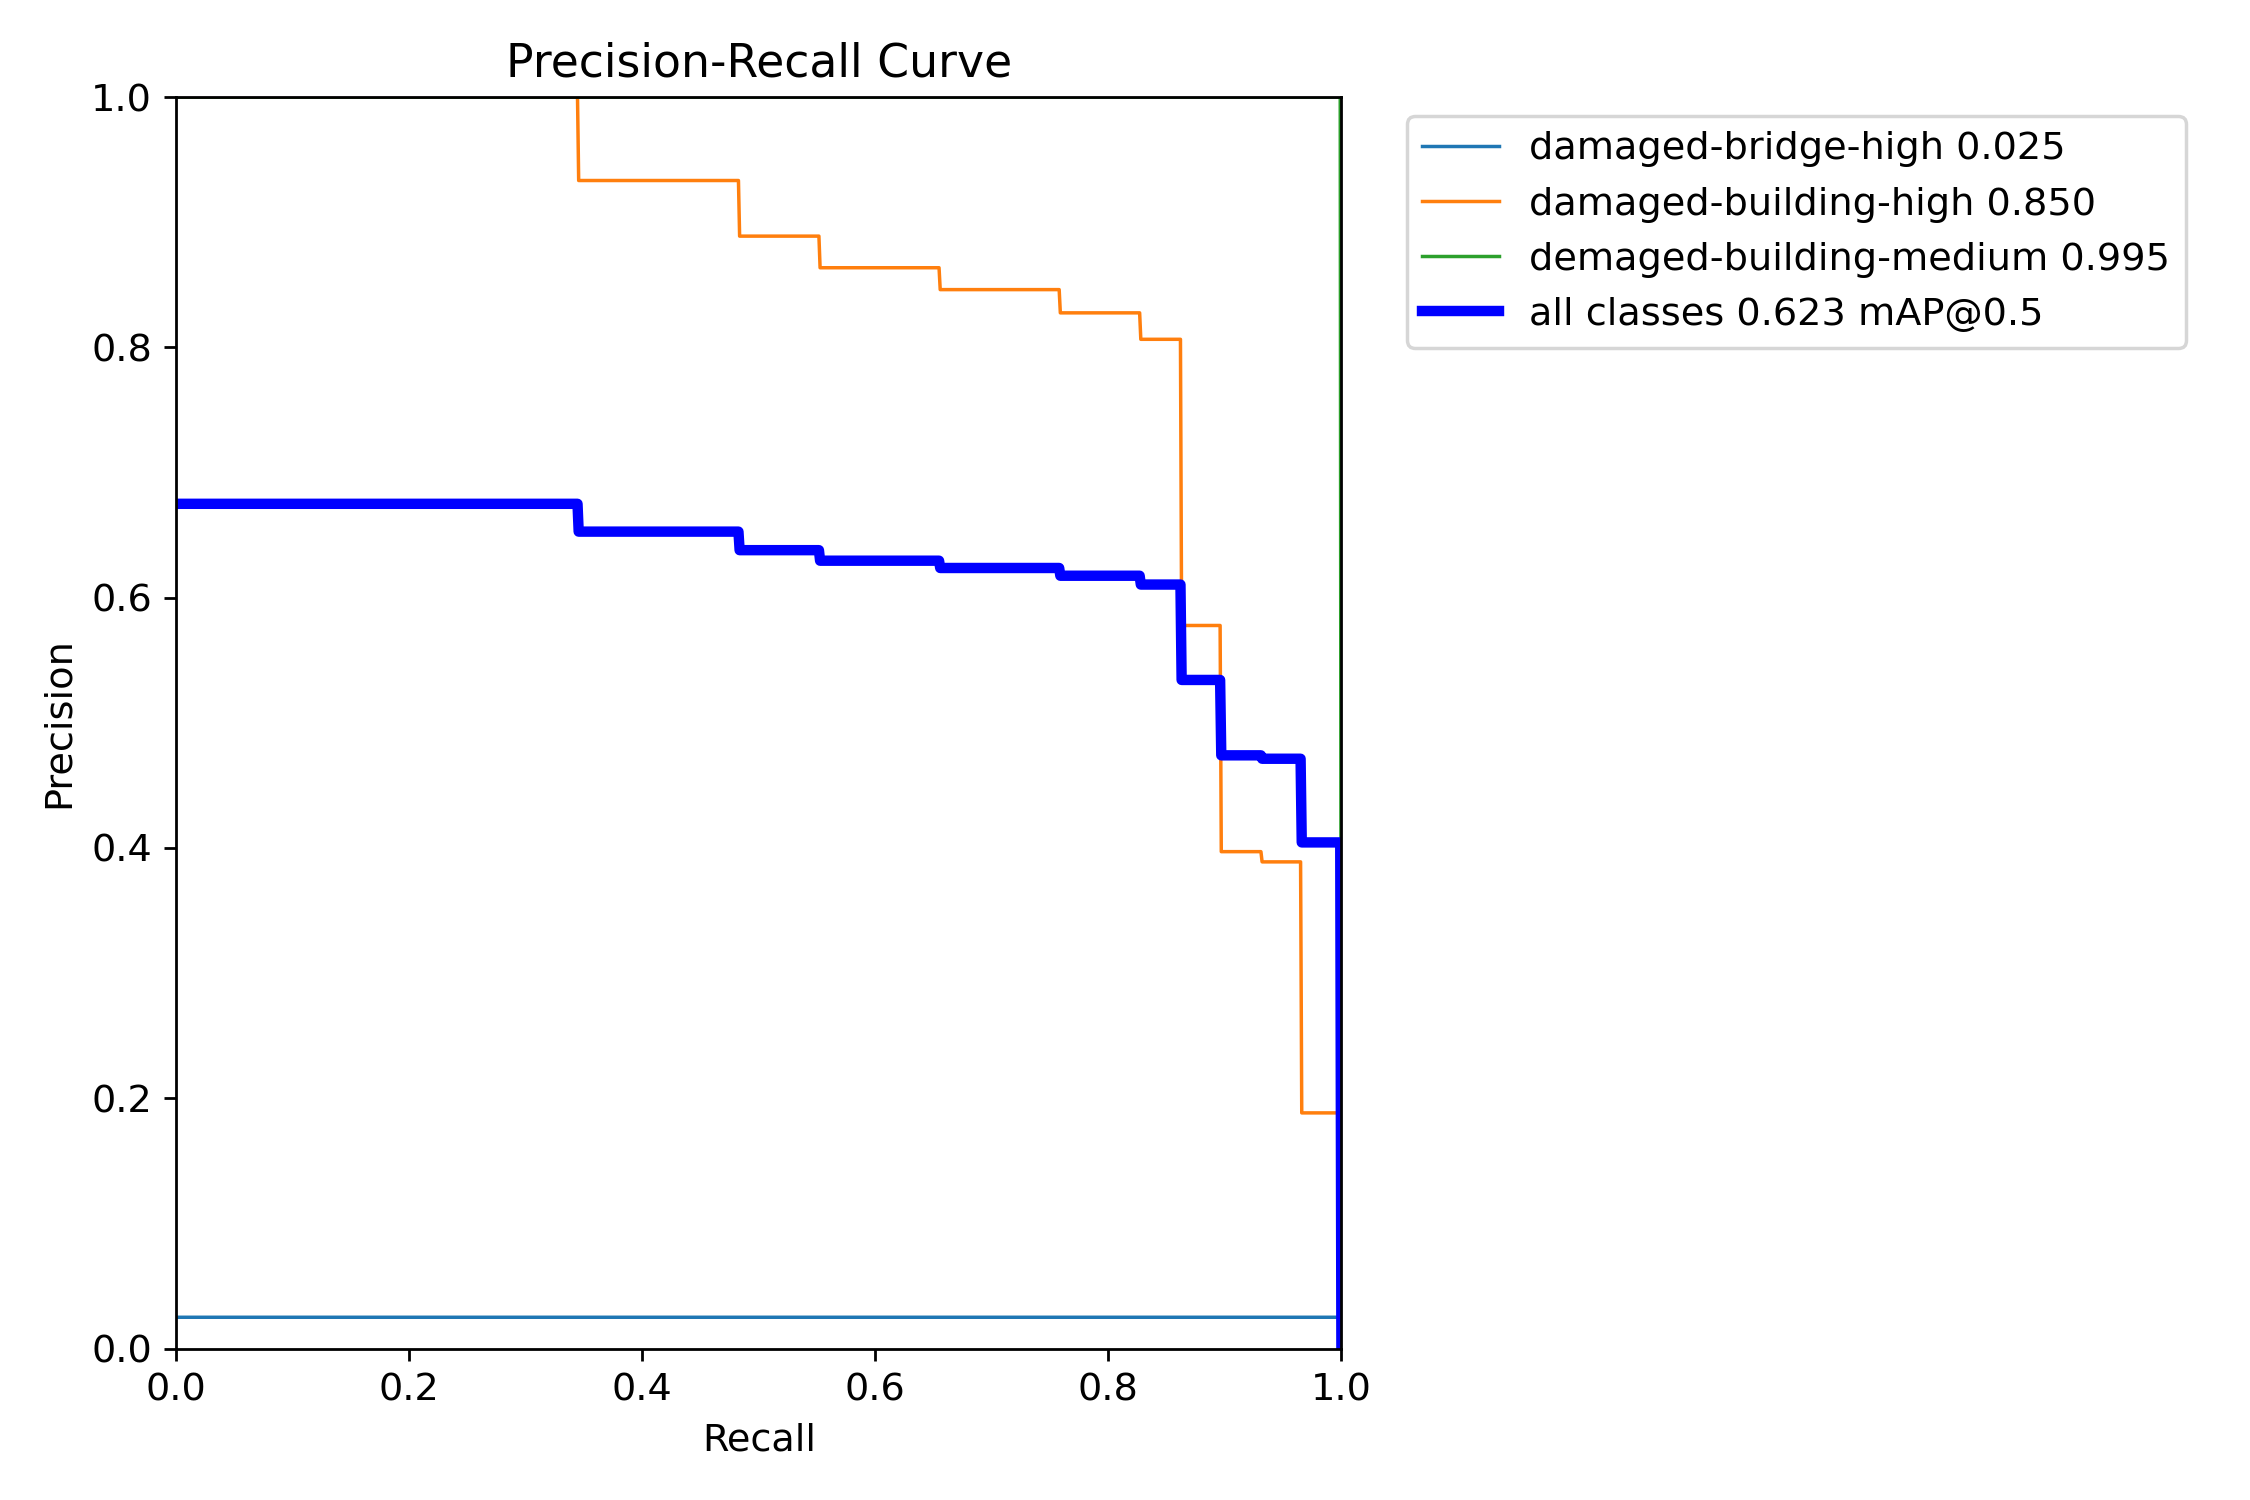 Precision-Recall Curve
1.0
0.8
0.6
0.4
0.2
0.0
Precision
0.0 0.2 0.4 0.6 0.8 1.0
Recall
damaged-bridge-high 0.025
damaged-building-high 0.850
demaged-building-medium 0.995
all classes 0.623 mAP@0.5